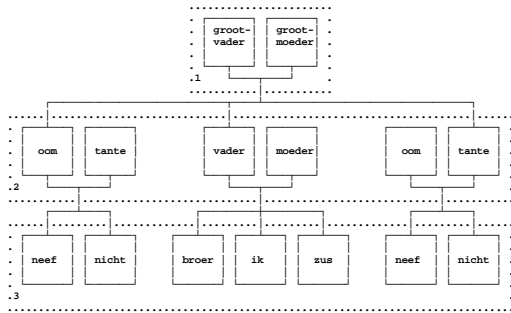 groot- groot-
vader moeder
.1
oom tante vader moeder oom tante
.2
neef nicht broer ik zus neef nicht
.3